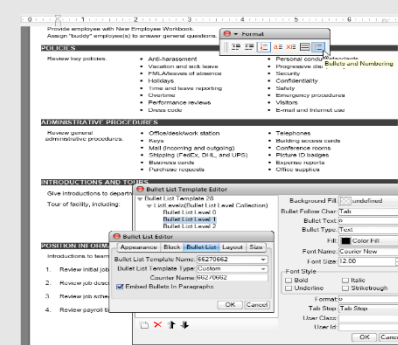 Provide employee with New Employee Workbook.
Assign "buddy" employee(s) to answer general questions.
Format
Bullets and Numbering
POLICIES
Review key policies.
• Anti-harassment
• Vacation and sick leave
• FMLA/leaves of absence
• Holidays
• Time and leave reporting
• Overtime
• Performance reviews
• Dress code
• Personal conduct
• Progressive
• Security
• Confidentiality
• Safety
• Emergency procedures
• Visitors
• E-mail and Internet use
ADMINISTRATIVE PROCEDURES
Review general
administrative procedures.
• Office/desk/work station
• Keys
• Mail (incoming and outgoing)
• Shipping (FedEx, DHL, and UPS)
• Business cards
• Purchase requests
• Telephones
• Building access cards
• Conference rooms
• Picture ID badges
• Expense reports
• Office supplies
INTRODUCTIONS AND TOURS
Give introductions to
Tour of facility, including:
Bullet List Template Editor
Bullet List Template 28
List Levels(Bullet List Level Collection)
Bullet List Level 0
Bullet List Level 1
Bullet List Level 2
Background Fill: undefined
Bullet Follow Char: Tab
Bullet Text:
Bullet Type: Text
Fill: Color Fill
Font Name: Courier New
Font Size: 12.00
Font Style
Bold Italic
Underline Strikethrough
Format:
Tab Stop: Tab Stop
User Class:
User Id:
OK Cancel
Bullet List Editor
Appearance Block Bullet List Layout Size
Bullet List Template Name: 66270662
Bullet List Template Type: Custom
Counter Name: 66270662
Embed Bullets In Paragraphs
OK Cancel
POSITION INFORMA
Introductions to team
1. Review initial job
2. Review job
3. Review job
4. Review payroll